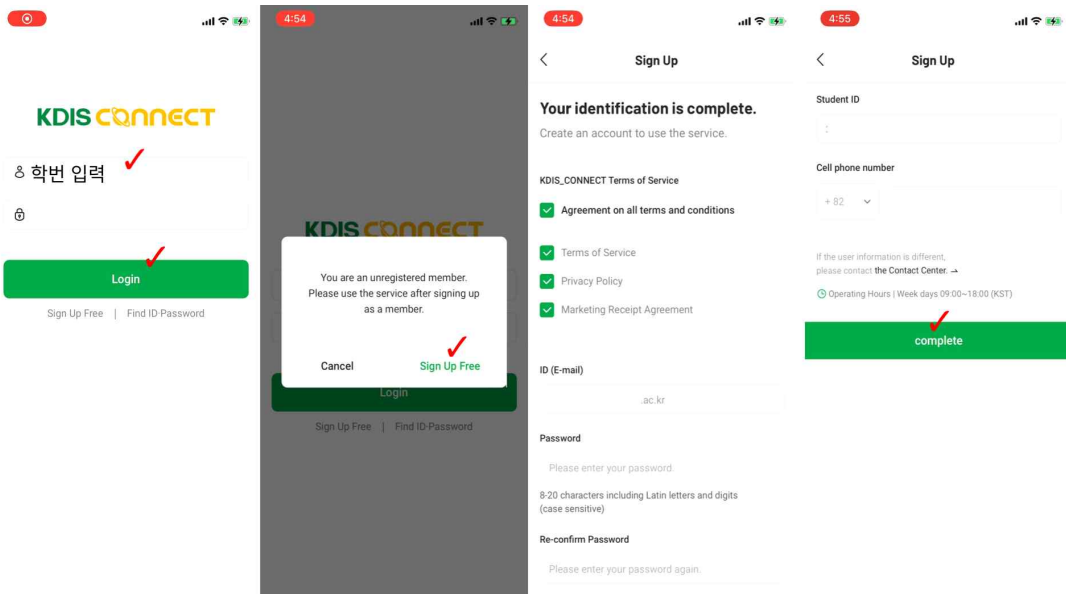 KDIS CONNECT
학번 입력
Login
Sign Up Free | Find ID·Password
4:54
KDIS CONNECT
You are an unregistered member.
Please use the service after signing up
as a member.
Cancel
Sign Up Free
Login
Sign Up Free | Find ID·Password
4:54
Sign Up
Your identification is complete.
Create an account to use the service.
KDIS_CONNECT Terms of Service
Agreement on all terms and conditions
Terms of Service
Privacy Policy
Marketing Receipt Agreement
ID (E-mail)
.ac.kr
Password
Please enter your password
8-20 characters including Latin letters and digits
(case sensitive)
Re-confirm Password
Please enter your password again.
4:55
Sign Up
Student ID
:
Cell phone number
+ 82
If the user information is different,
please contact the Contact Center. →
Operating Hours | Week days 09:00~18:00 (KST)
complete